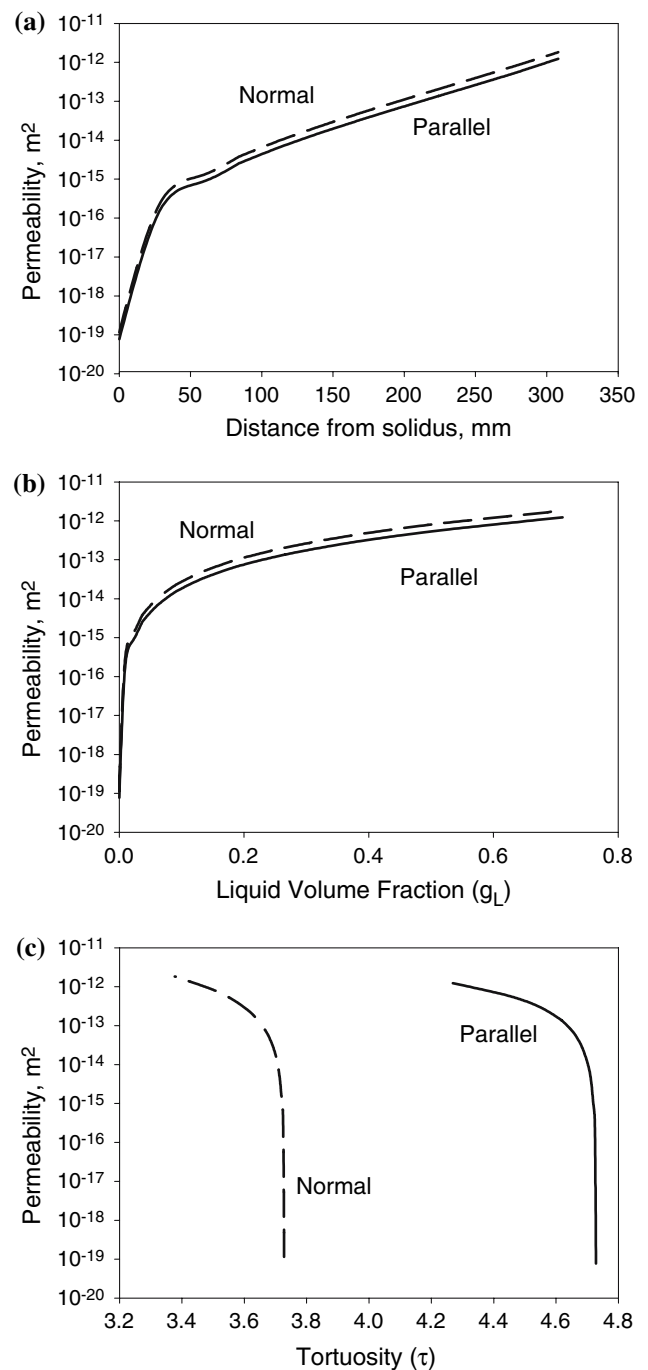 (a)
10⁻¹¹
10⁻¹²
10⁻¹³
10⁻¹⁴
10⁻¹⁵
10⁻¹⁶
10⁻¹⁷
10⁻¹⁸
10⁻¹⁹
10⁻²⁰
Permeability, m²
Normal
Parallel
0 50 100 150 200 250 300 350
Distance from solidus, mm
(b)
10⁻¹¹
10⁻¹²
10⁻¹³
10⁻¹⁴
10⁻¹⁵
10⁻¹⁶
10⁻¹⁷
10⁻¹⁸
10⁻¹⁹
10⁻²⁰
Permeability, m²
Normal
Parallel
0.0 0.2 0.4 0.6 0.8
Liquid Volume Fraction (g_L)
(c)
10⁻¹¹
10⁻¹²
10⁻¹³
10⁻¹⁴
10⁻¹⁵
10⁻¹⁶
10⁻¹⁷
10⁻¹⁸
10⁻¹⁹
10⁻²⁰
Permeability, m²
Parallel
Normal
3.2 3.4 3.6 3.8 4.0 4.2 4.4 4.6 4.8
Tortuosity (τ)